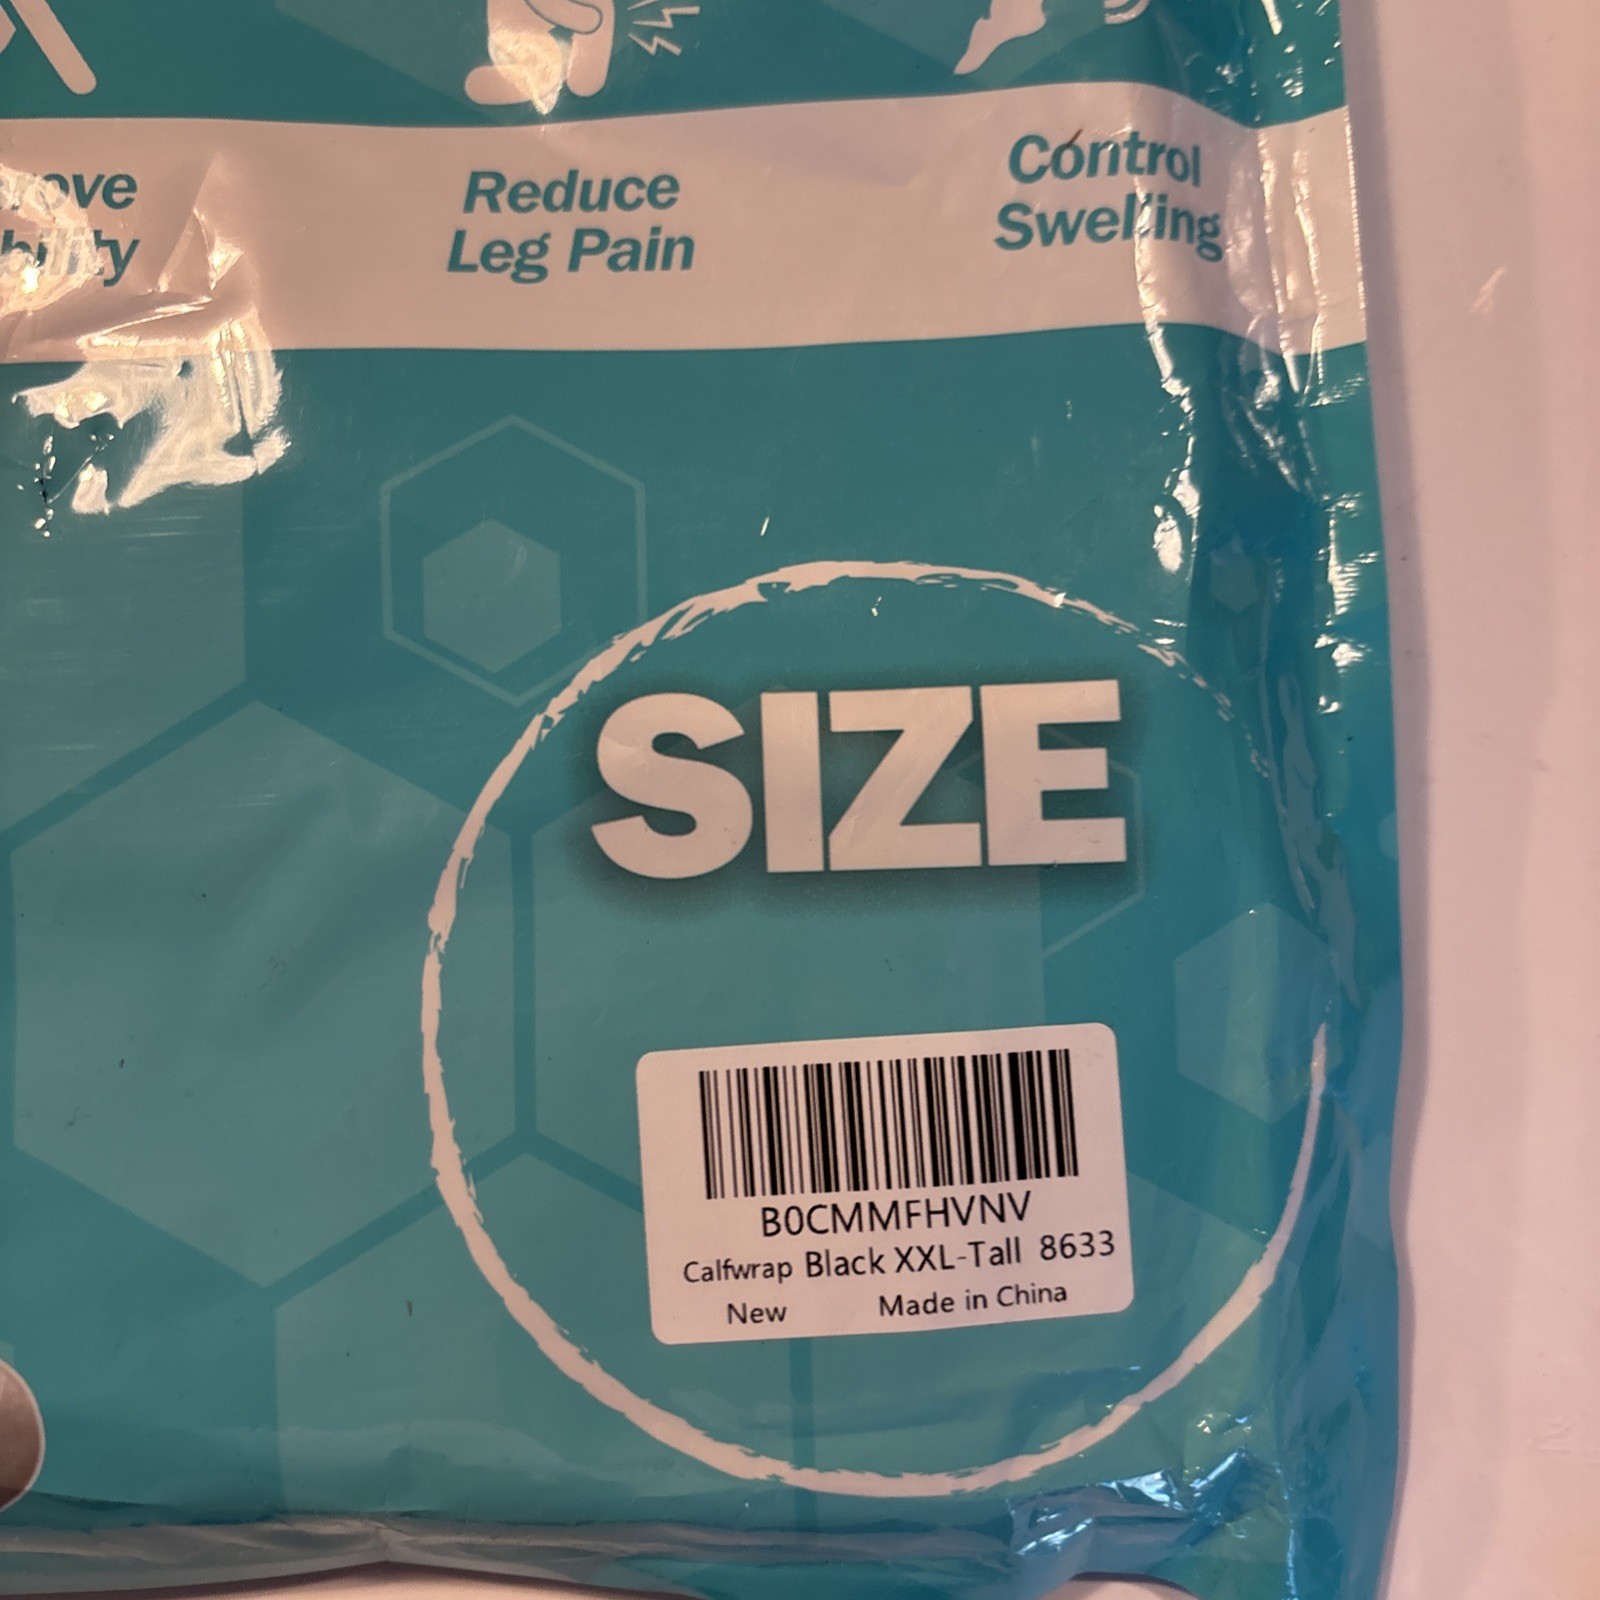 Reduce
Leg Pain
Control
Swelling
SIZE
B0CMMFHVNV
Calfwrap Black XXL-Tall 8633
New Made in China